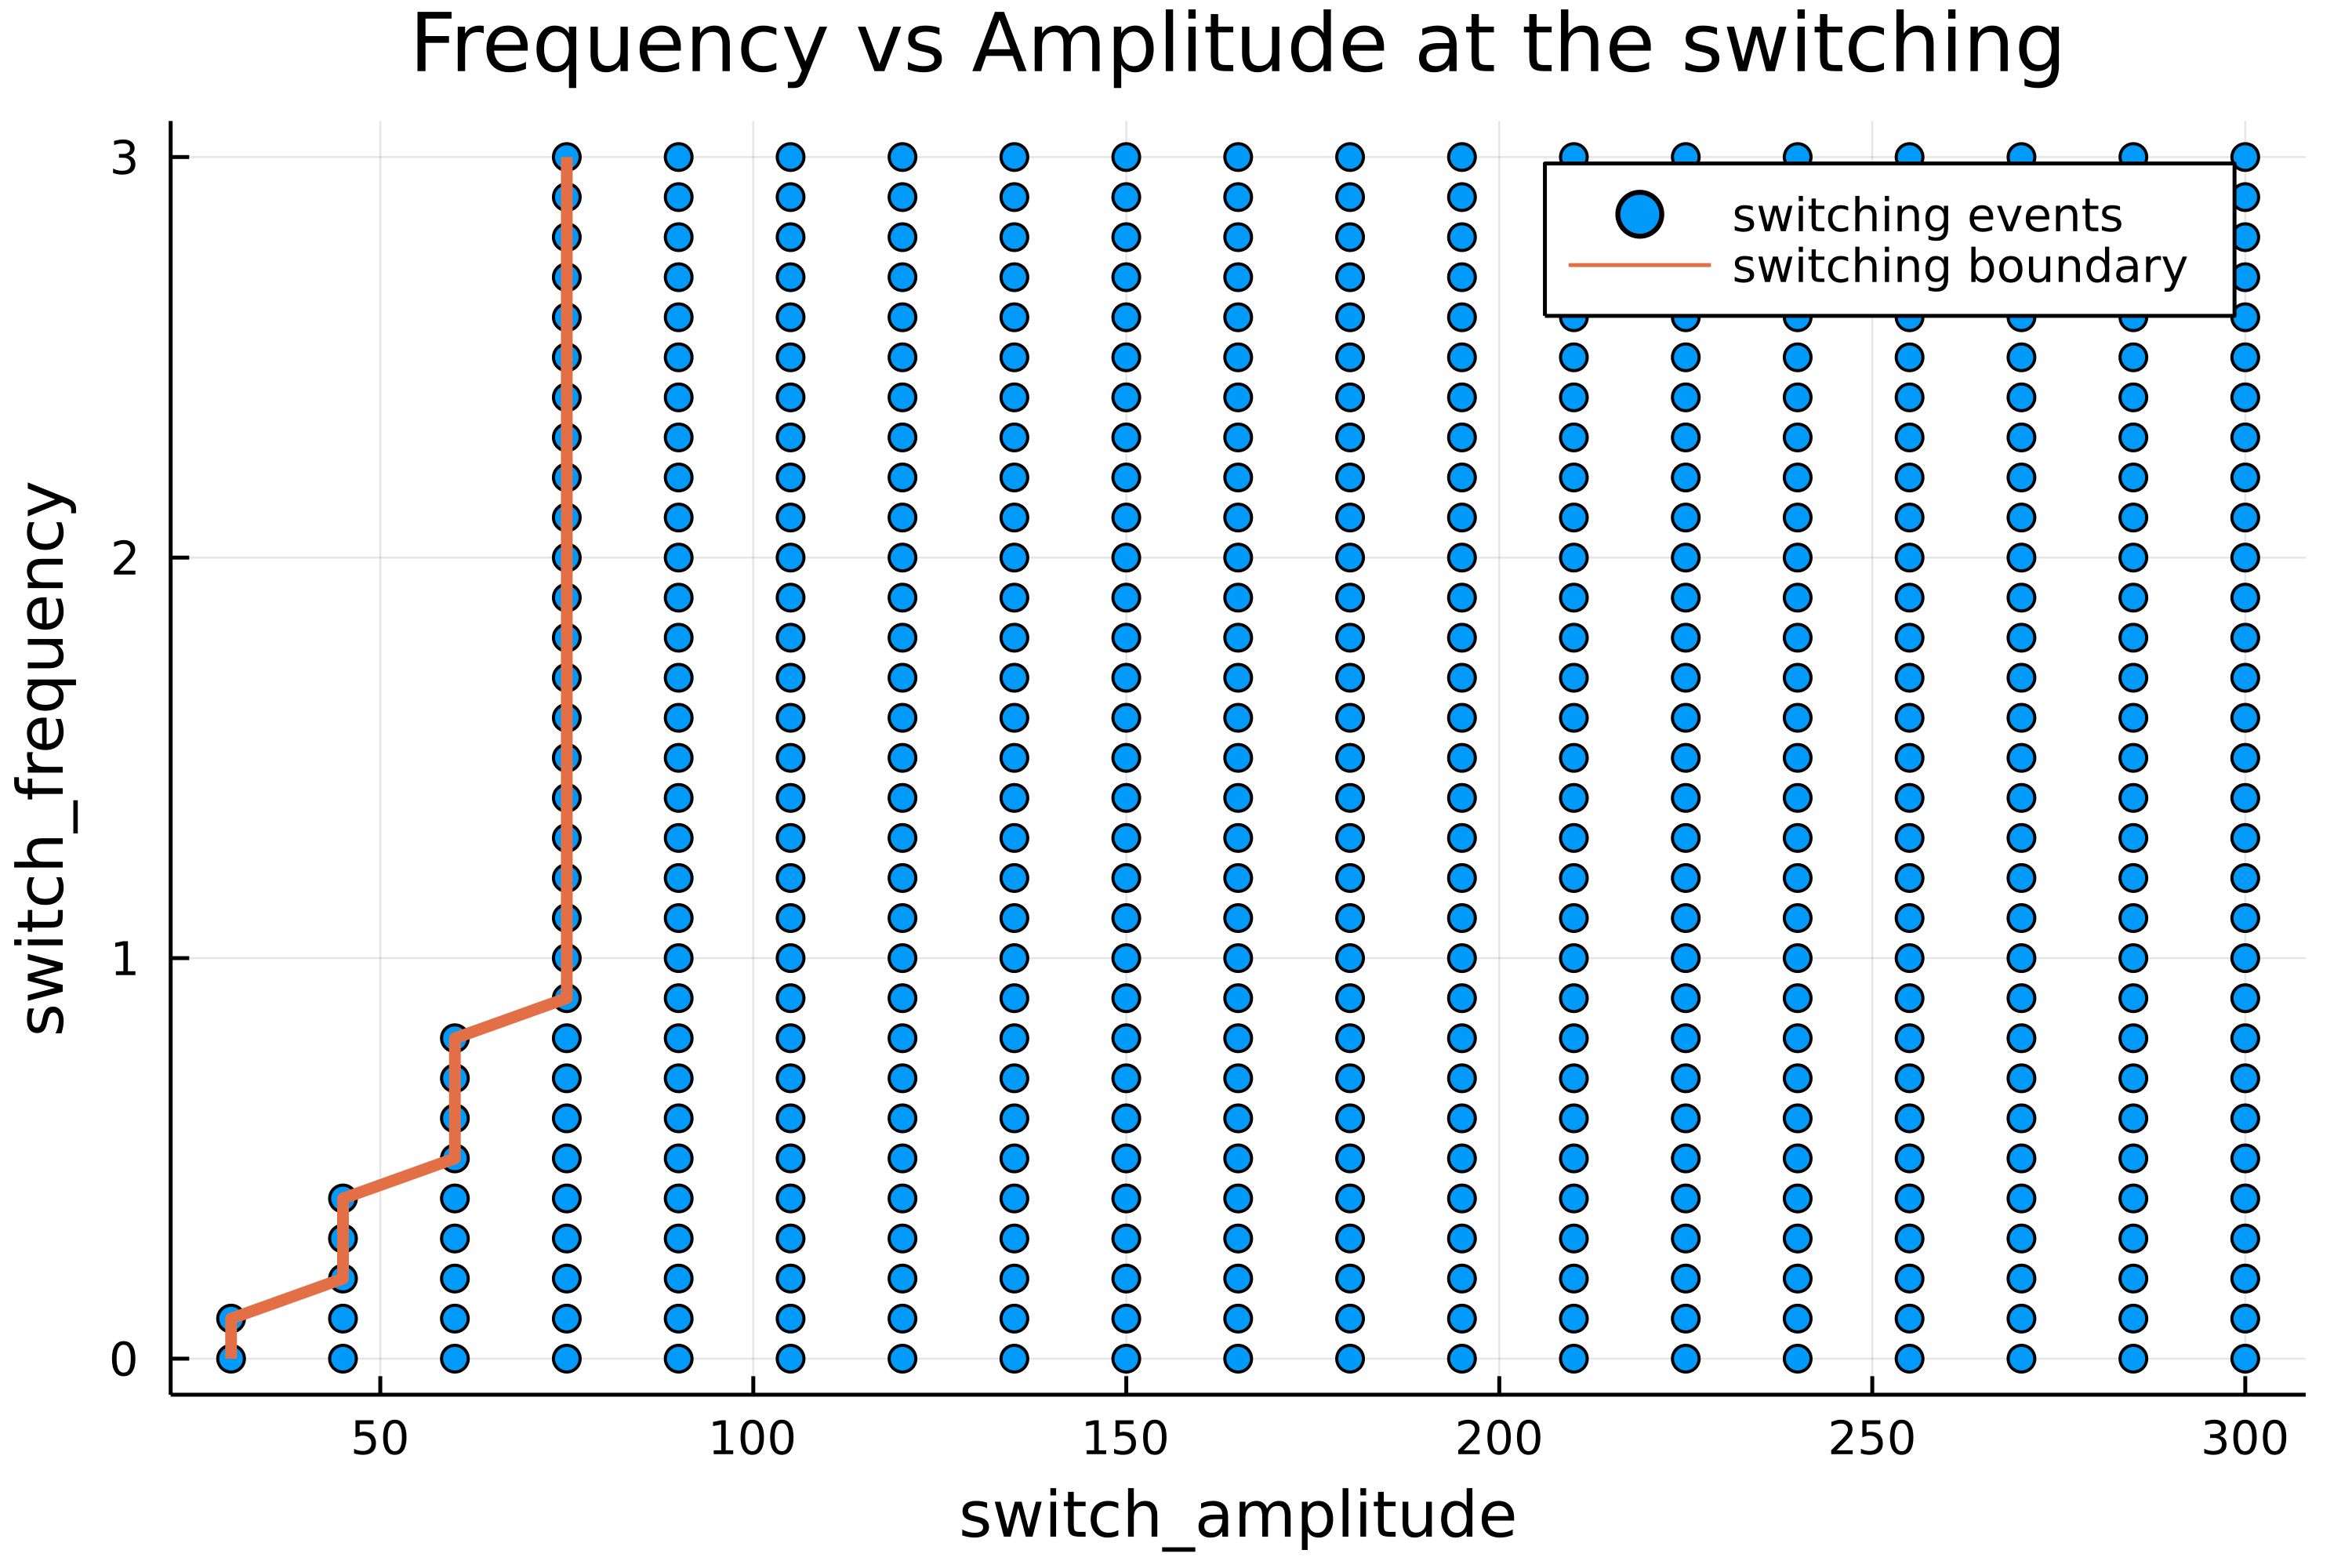 Frequency vs Amplitude at the switching
switching events
switching boundary
switch_frequency
3
2
1
0
50 100 150 200 250 300
switch_amplitude